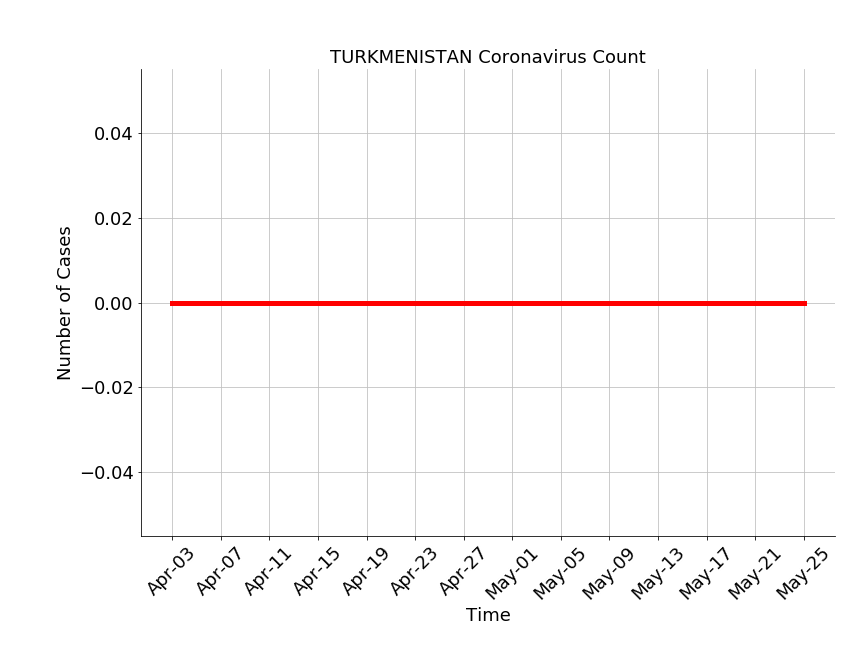 TURKMENISTAN Coronavirus Count
Number of Cases
0.04
0.02
0.00
−0.02
−0.04
Apr-03
Apr-07
Apr-11
Apr-15
Apr-19
Apr-23
Apr-27
May-01
May-05
May-09
May-13
May-17
May-21
May-25
Time